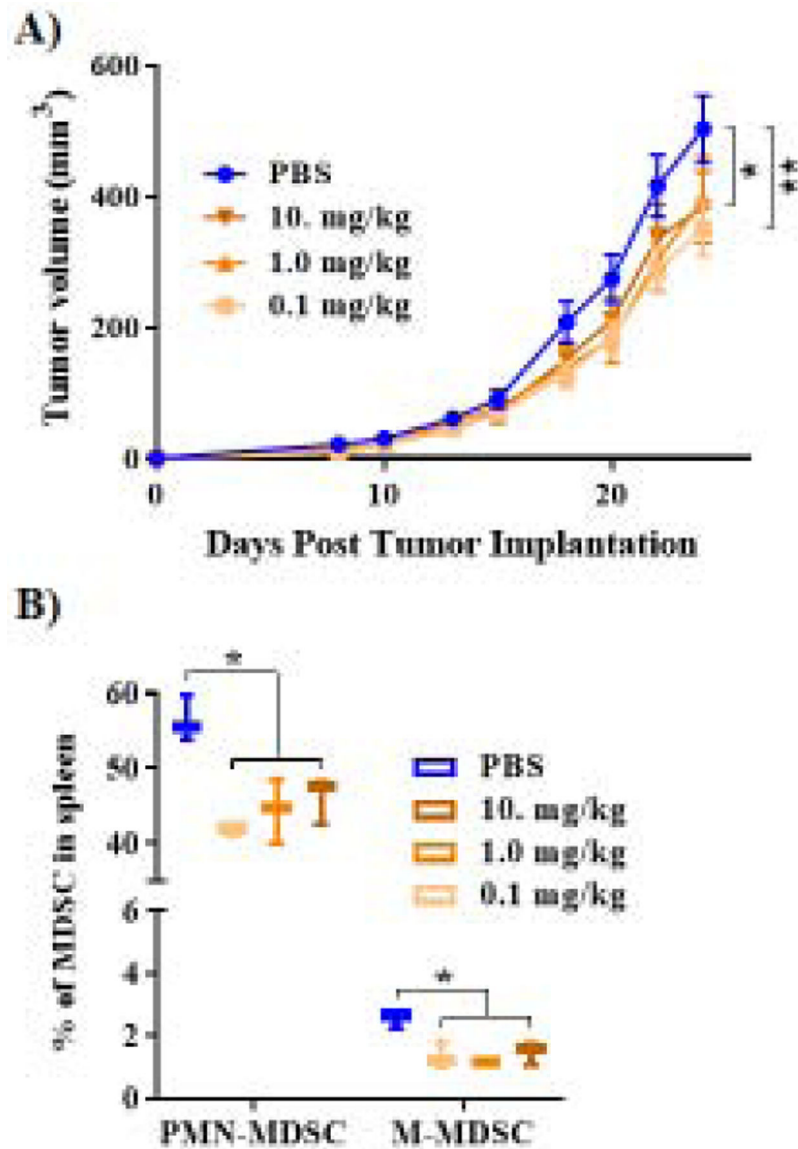 A)
Tumor volume (mm³)
600
400
200
0
PBS
10. mg/kg
1.0 mg/kg
0.1 mg/kg
*
**
0
10
20
Days Post Tumor Implantation
B)
% of MDSC in spleen
60
50
40
6
4
2
0
*
PBS
10. mg/kg
1.0 mg/kg
0.1 mg/kg
*
PMN-MDSC
M-MDSC